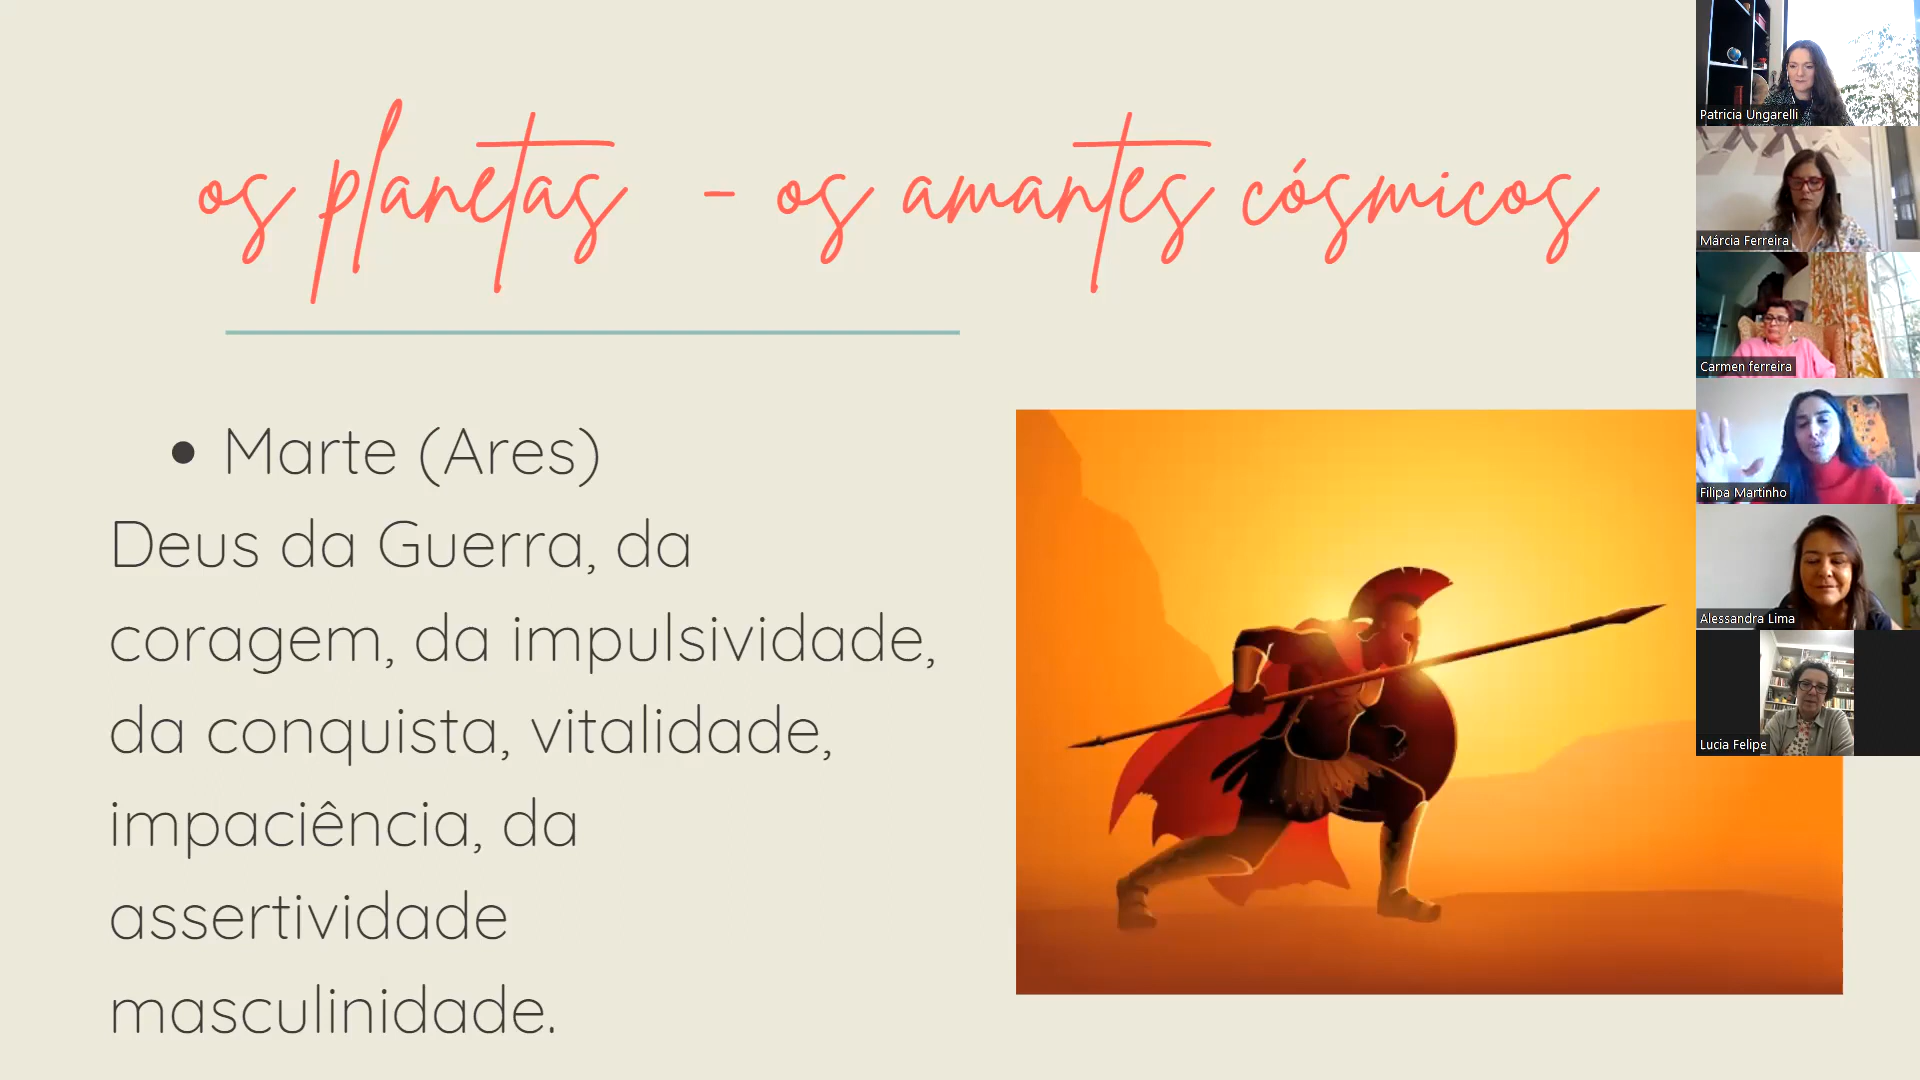 os planetas - os amantes cósmicos
• Marte (Ares)
Deus da Guerra, da
coragem, da impulsividade,
da conquista, vitalidade,
impaciência, da
assertividade
masculinidade.
Patricia Ungarelli
Márcia Ferreira
Carmen ferreira
Filipa Martinho
Alessandra Lima
Lucia Felipe